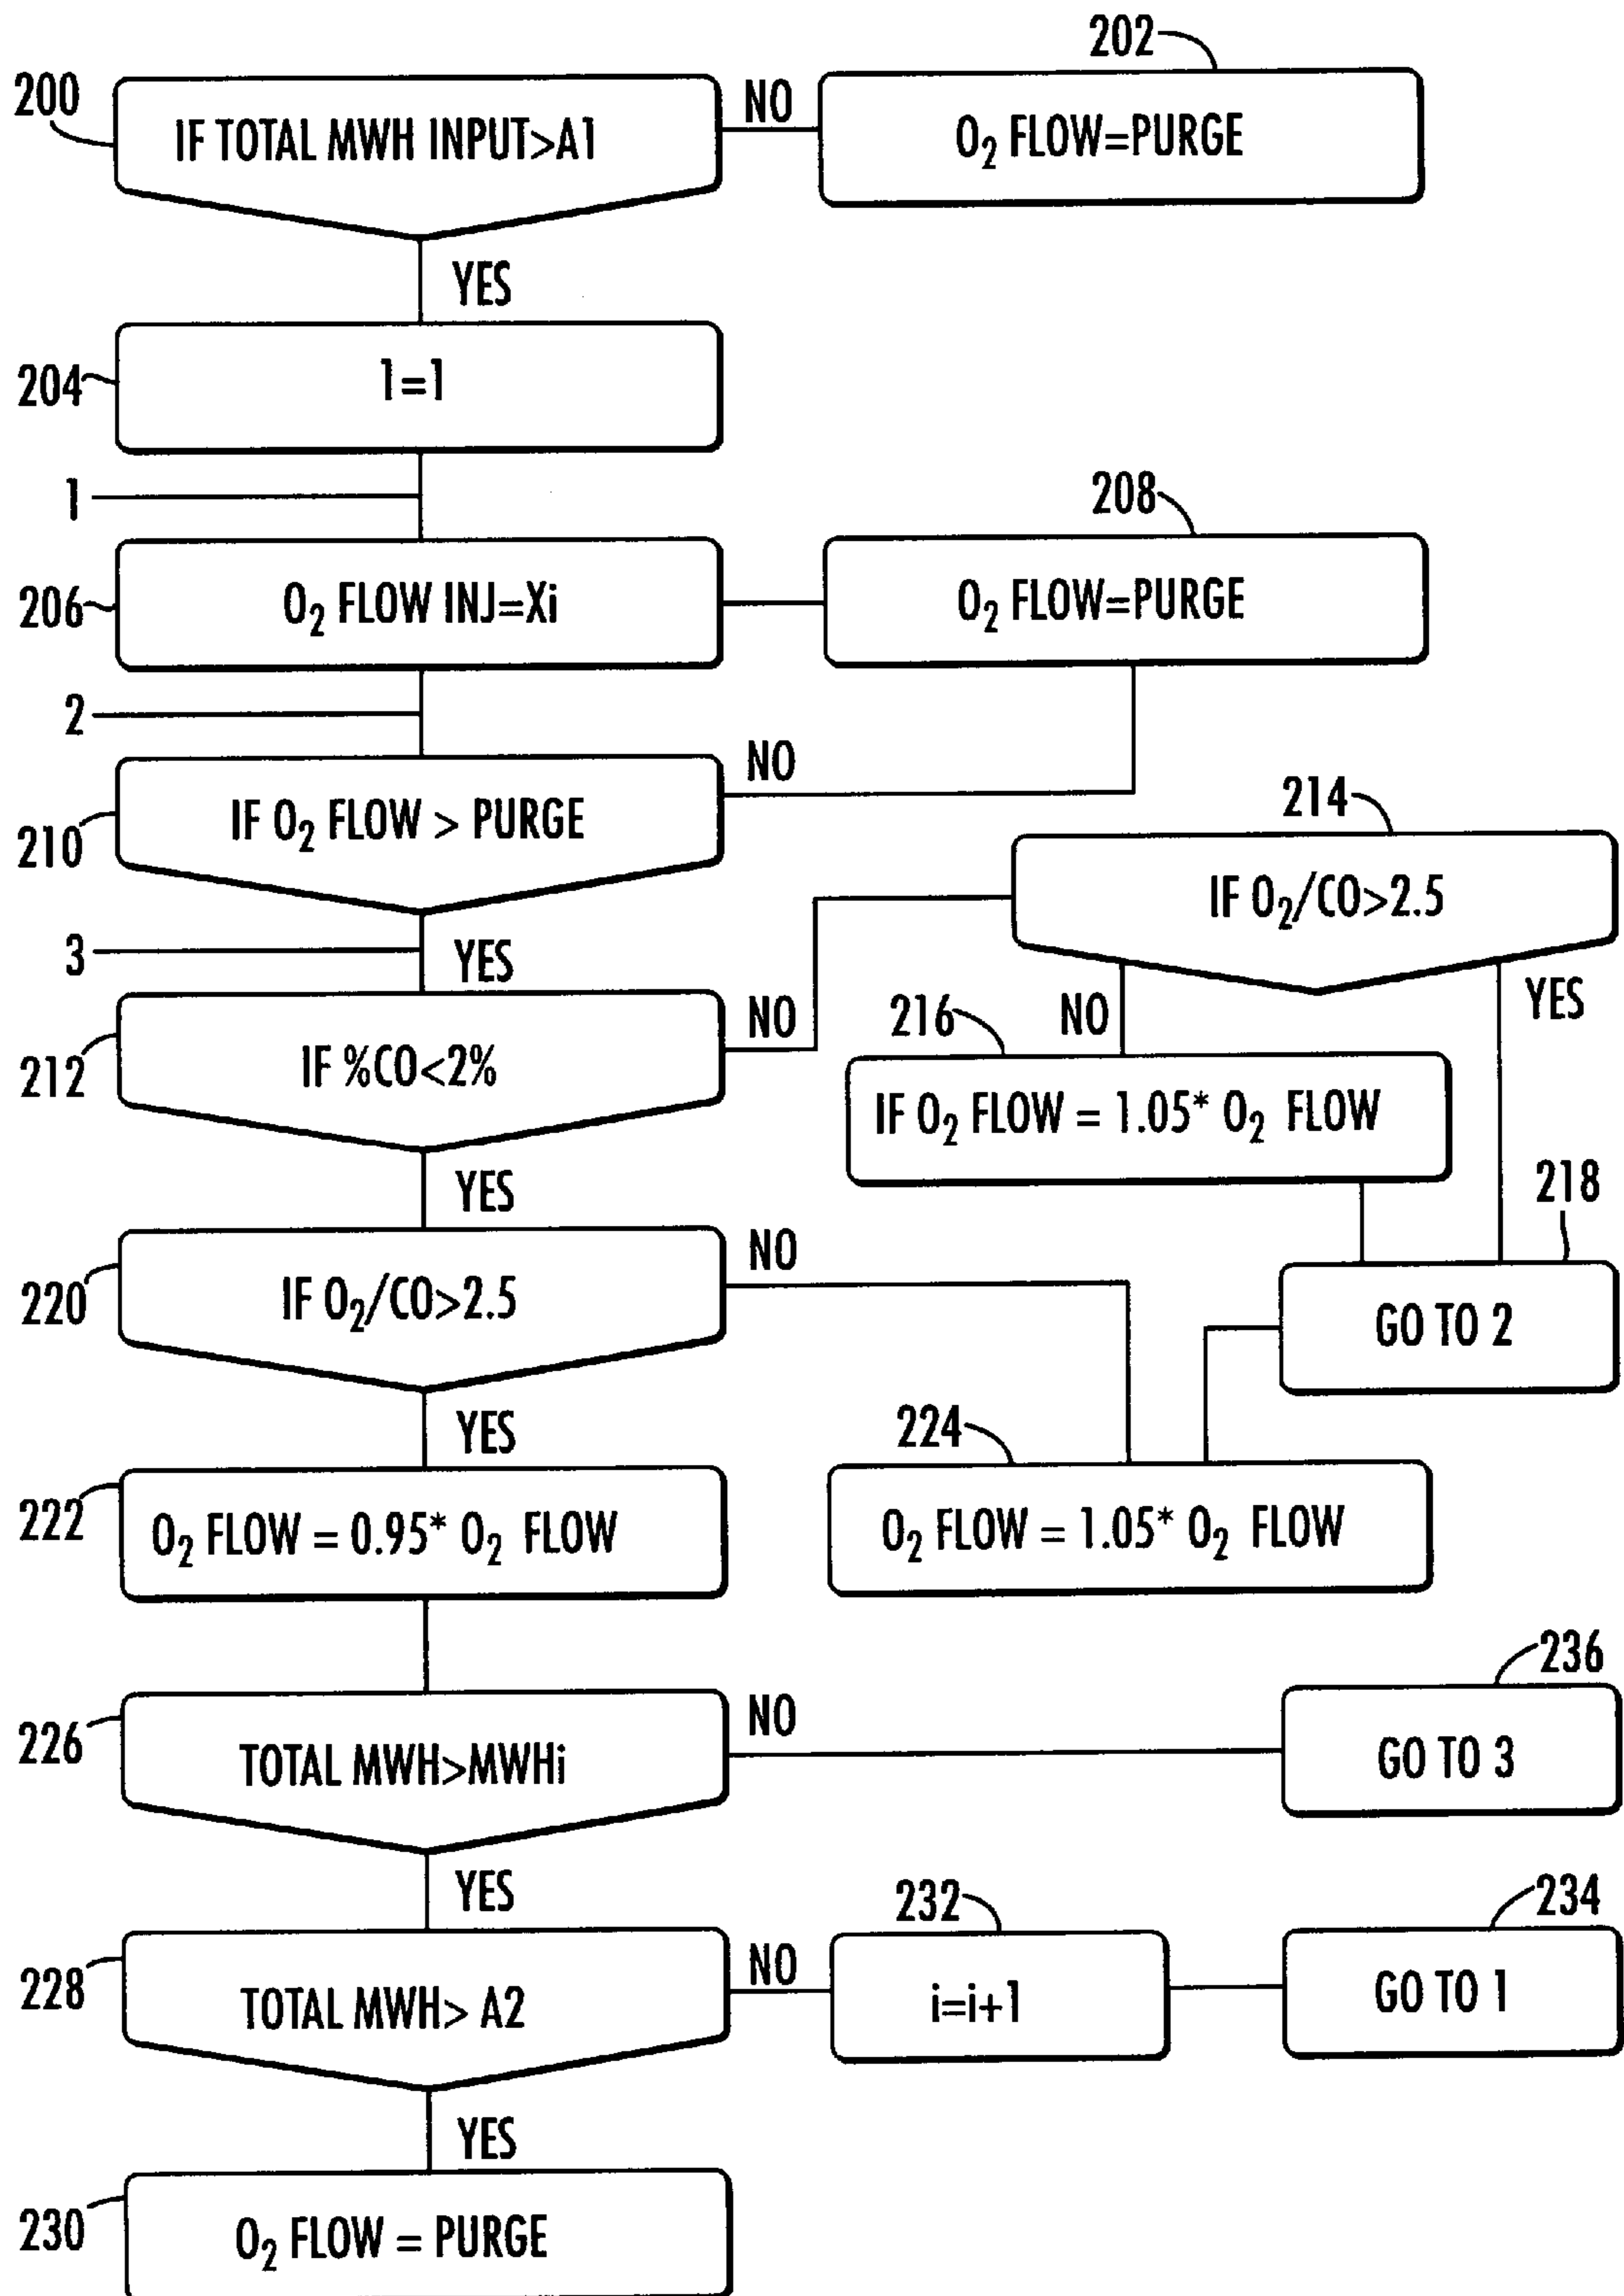 202
200
IF TOTAL MWH INPUT>A1
NO
O₂ FLOW=PURGE
YES
204
1=1
1
208
206
O₂ FLOW INJ=Xi
O₂ FLOW=PURGE
2
NO
210
IF O₂ FLOW > PURGE
214
IF O₂/CO>2.5
3
YES
NO
212
IF %CO<2%
216
NO
YES
IF O₂ FLOW = 1.05* O₂ FLOW
YES
218
220
IF O₂/CO>2.5
NO
GO TO 2
YES
224
222
O₂ FLOW = 0.95* O₂ FLOW
O₂ FLOW = 1.05* O₂ FLOW
236
226
TOTAL MWH>MWHi
NO
GO TO 3
YES
232
234
228
TOTAL MWH> A2
NO
i=i+1
GO TO 1
YES
230
O₂ FLOW = PURGE